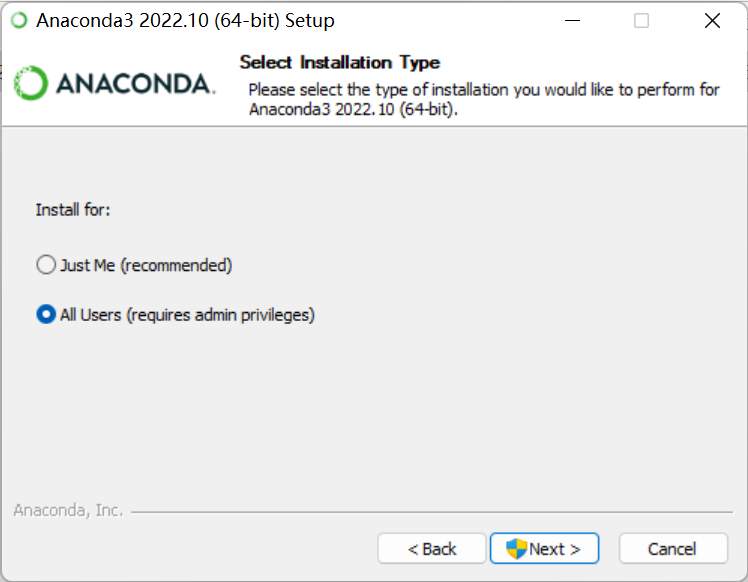 Anaconda3 2022.10 (64-bit) Setup
Select Installation Type
ANACONDA.
Please select the type of installation you would like to perform for
Anaconda3 2022.10 (64-bit).
Install for:
Just Me (recommended)
All Users (requires admin privileges)
Anaconda, Inc.
< Back
Next >
Cancel